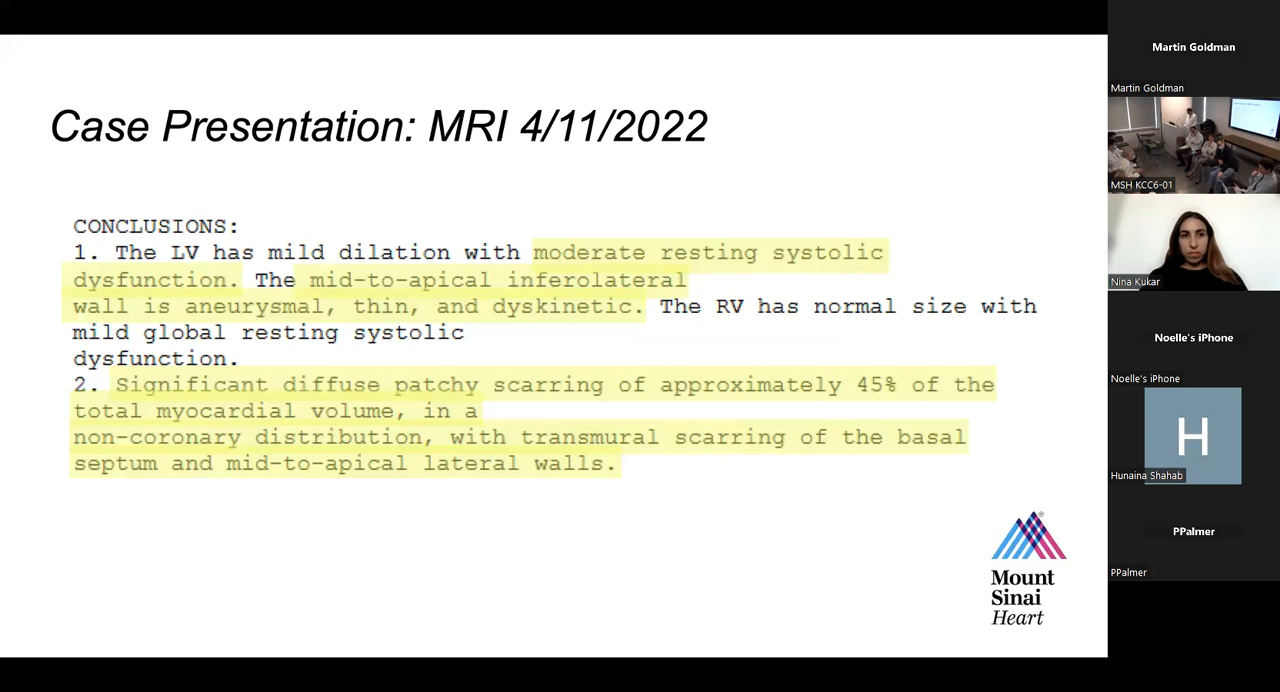 Case Presentation: MRI 4/11/2022
CONCLUSIONS:
1. The LV has mild dilation with moderate resting systolic
dysfunction. The mid-to-apical inferolateral
wall is aneurysmal, thin, and dyskinetic. The RV has normal size with
mild global resting systolic
dysfunction.
2. Significant diffuse patchy scarring of approximately 45% of the
total myocardial volume, in a
non-coronary distribution, with transmural scarring of the basal
septum and mid-to-apical lateral walls.
®
Mount
Sinai
Heart
Martin Goldman
Martin Goldman
MSH KCC6-01
Nina Kukar
Noelle's iPhone
Noelle's iPhone
H
Hunaina Shahab
PPalmer
PPalmer